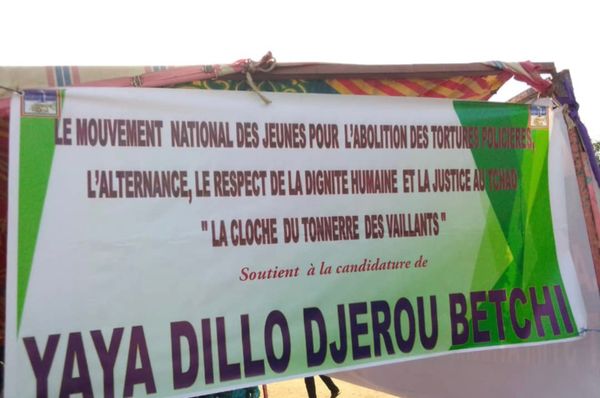 LE MOUVEMENT NATIONAL DES JEUNES POUR L'ABOLITION DES TORTURES POLICIERES,
L'ALTERNANCE, LE RESPECT DE LA DIGNITE HUMAINE ET LA JUSTICE AU TCHAD
" LA CLOCHE DU TONNERRE DES VAILLANTS "
Soutient à la candidature de
YAYA DILLO DJEROU BETCHI